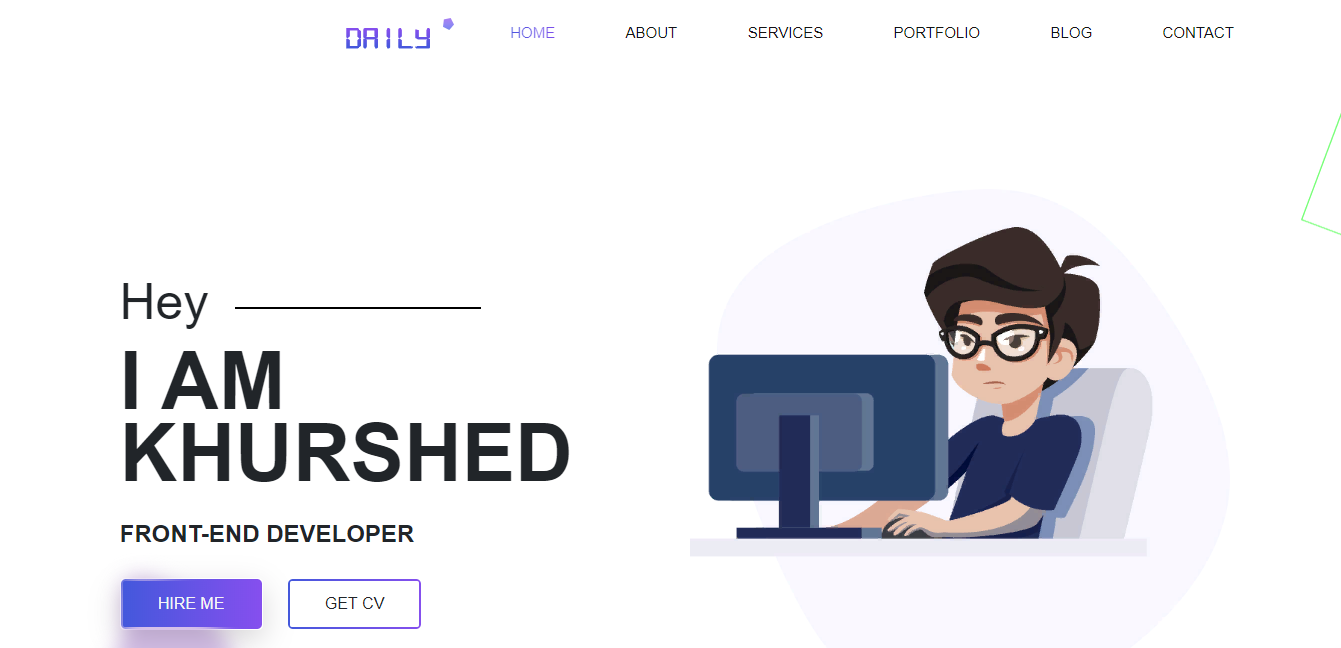 DAILY HOME ABOUT SERVICES PORTFOLIO BLOG CONTACT
Hey
I AM
KHURSHED
FRONT-END DEVELOPER
HIRE ME GET CV